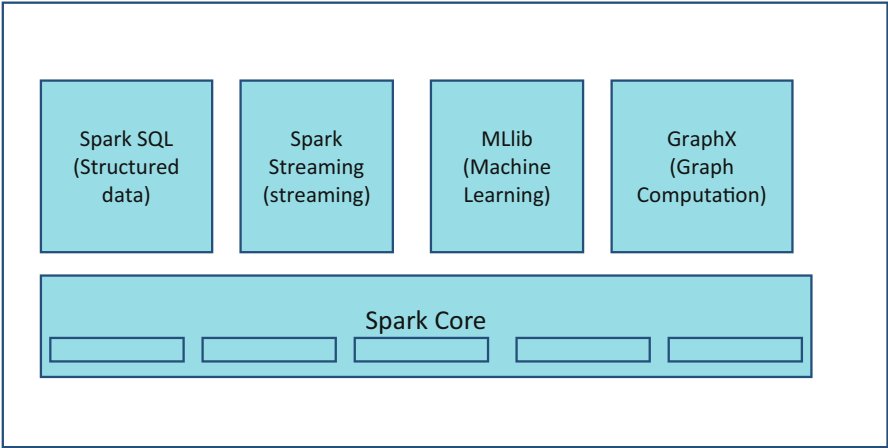 Spark SQL
(Structured
data)
Spark
Streaming
(streaming)
MLlib
(Machine
Learning)
GraphX
(Graph
Computation)
Spark Core